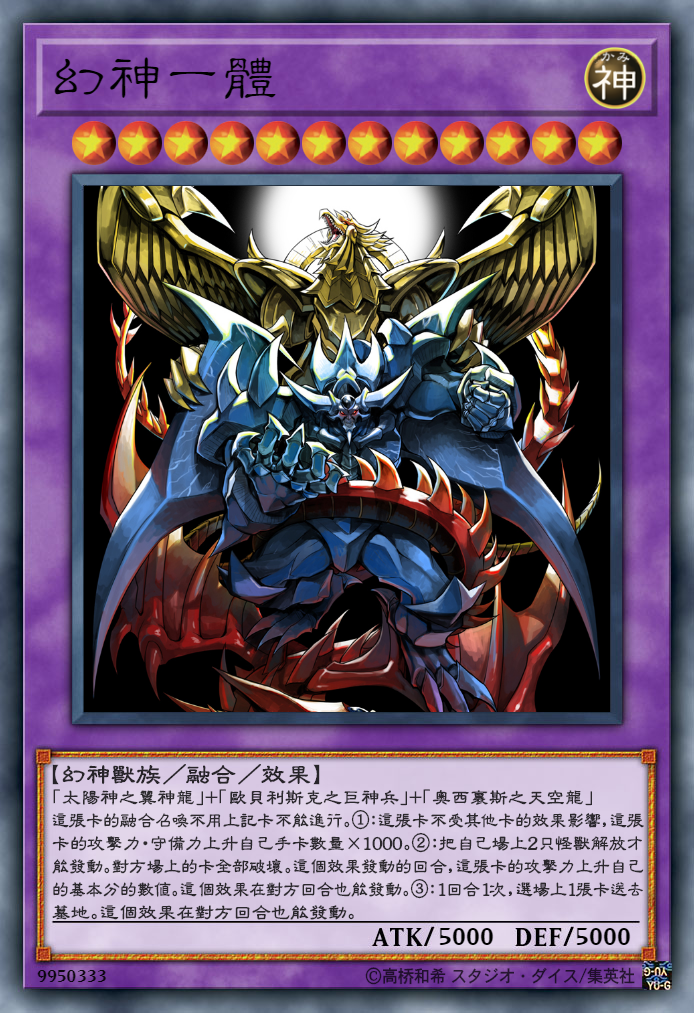 幻神一體
かみ
神
【幻神獸族／融合／效果】
「太陽神之翼神龍」+「歐貝利斯克之巨神兵」+「奧西裏斯之天空龍」
這張卡的融合召喚不用上記卡不能進行。①:這張卡不受其他卡的效果影響,這張
卡的攻擊力·守備力上升自己手卡數量×1000。②:把自己場上2只怪獸解放才
能發動。對方場上的卡全部破壞。這個效果發動的回合,這張卡的攻擊力上升自己
的基本分的數值。這個效果在對方回合也能發動。③:1回合1次,選場上1張卡送去
墓地。這個效果在對方回合也能發動。
ATK/5000 DEF/5000
9950333
©高桥和希 スタジオ・ダイス/集英社
YU-G
YU-G